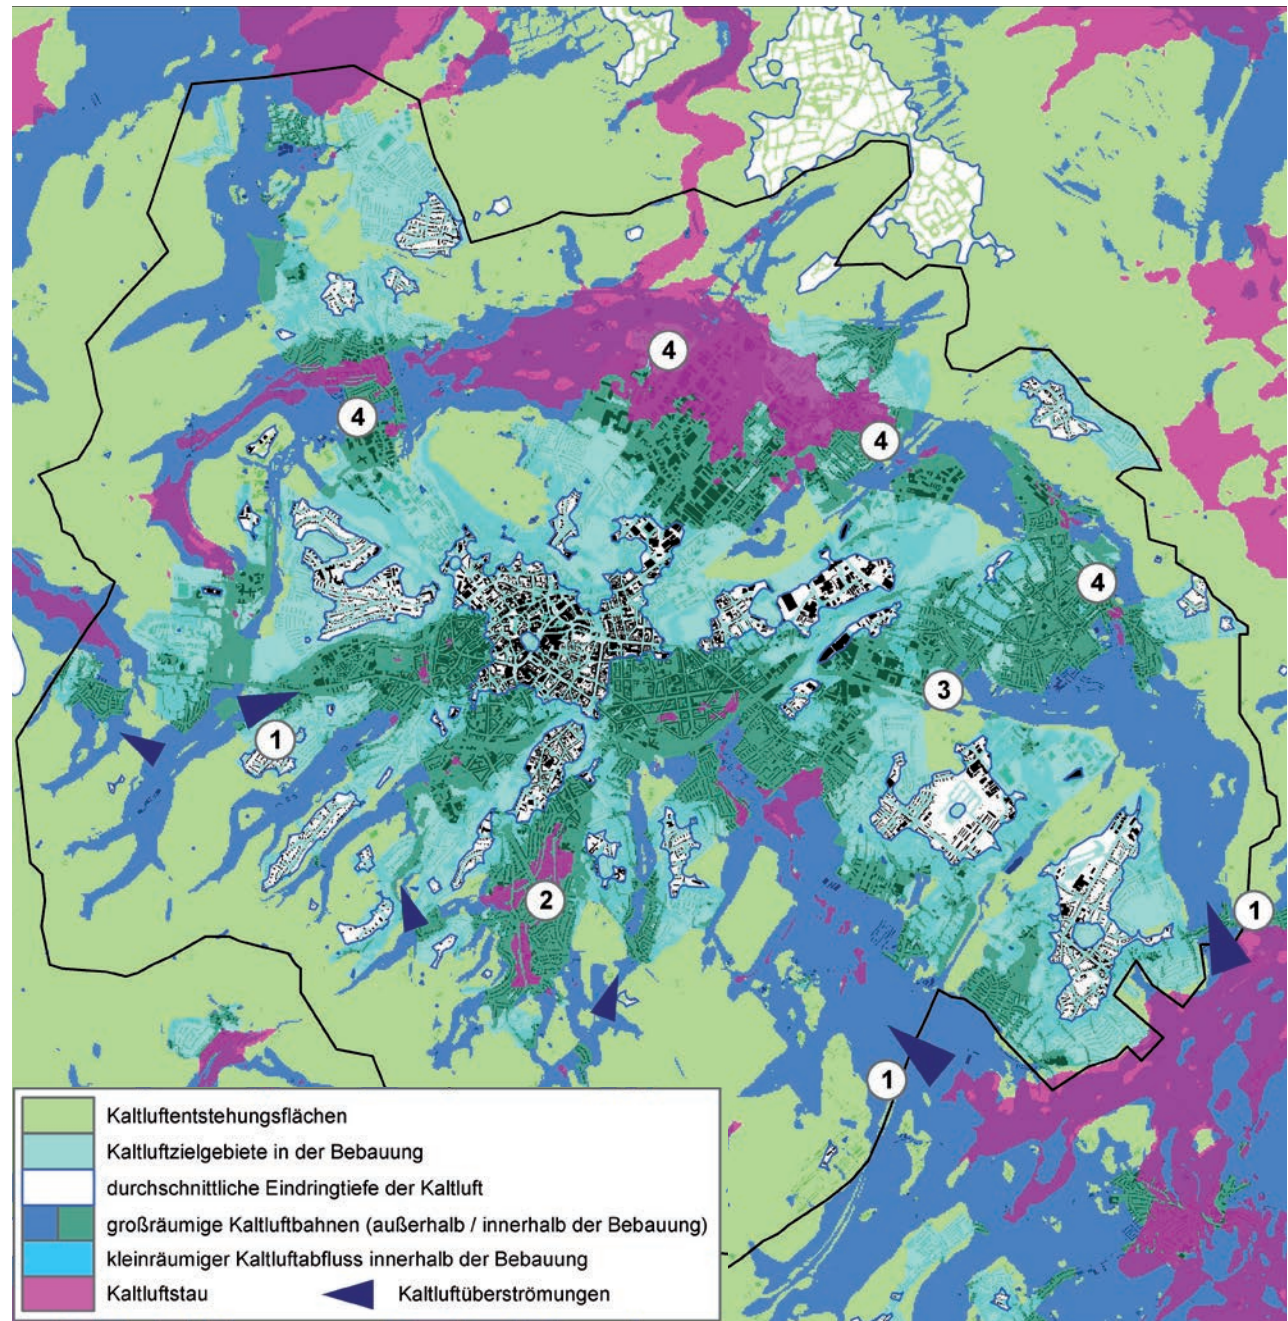 4
4
4
4
3
1
2
1
1
Kaltluftentstehungsflächen
Kaltluftzielgebiete in der Bebauung
durchschnittliche Eindringtiefe der Kaltluft
großräumige Kaltluftbahnen (außerhalb / innerhalb der Bebauung)
kleinräumiger Kaltluftabfluss innerhalb der Bebauung
Kaltluftstau
Kaltluftüberströmungen